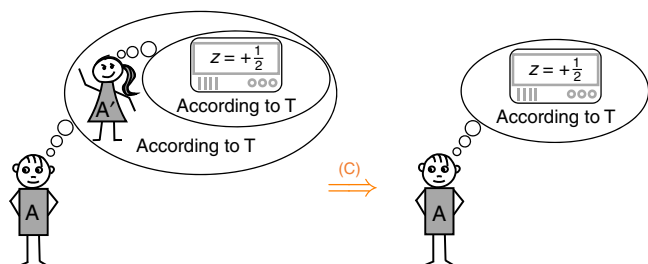 z = +1/2
A′
According to T
According to T
A
(C)
z = +1/2
According to T
A